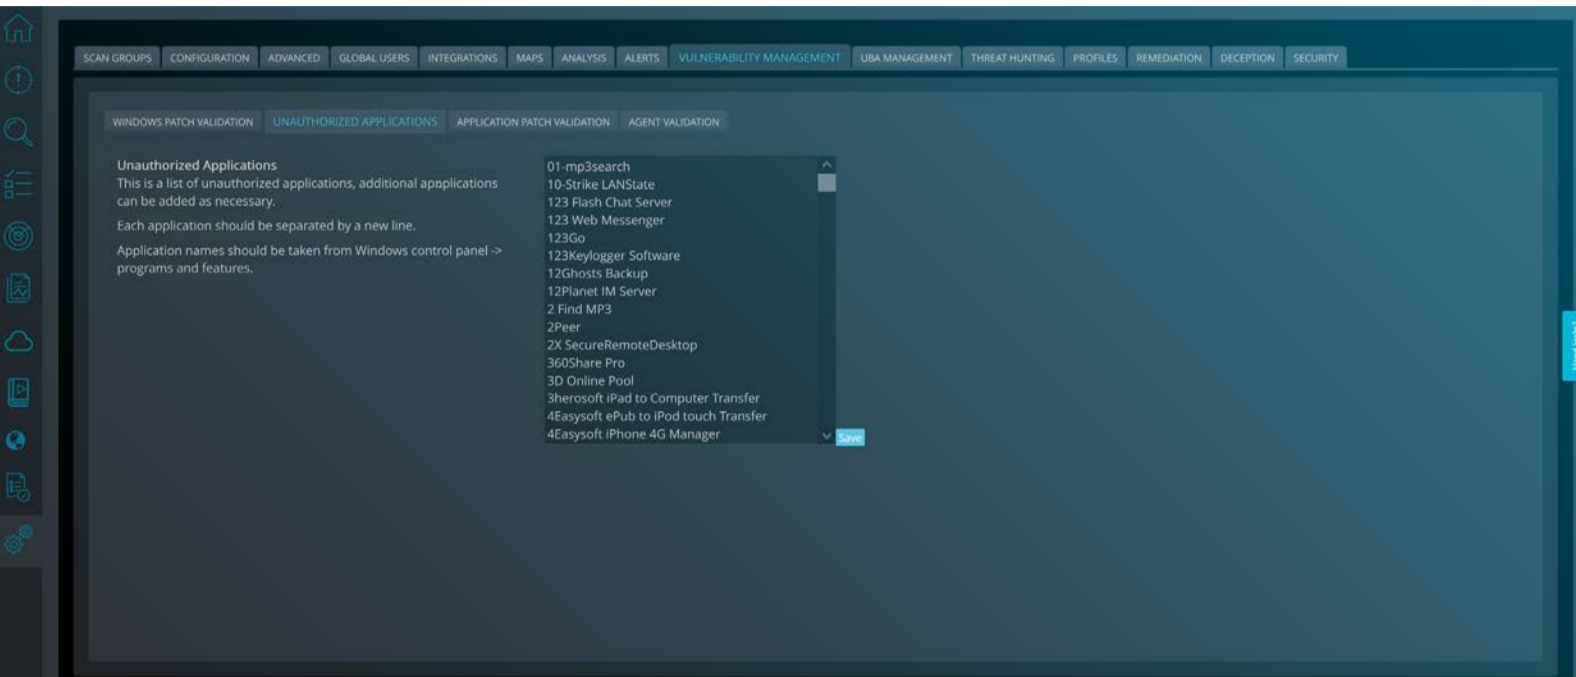 SCAN GROUPS CONFIGURATION ADVANCED GLOBAL USERS INTEGRATIONS MAPS ANALYSIS ALERTS VULNERABILITY MANAGEMENT UBA MANAGEMENT THREAT HUNTING PROFILES REMEDIATION DECEPTION SECURITY
WINDOWS PATCH VALIDATION UNAUTHORIZED APPLICATIONS APPLICATION PATCH VALIDATION AGENT VALIDATION
Unauthorized Applications
This is a list of unauthorized applications, additional appplications
can be added as necessary.
Each application should be separated by a new line.
Application names should be taken from Windows control panel ->
programs and features.
01-mp3search
10-Strike LANState
123 Flash Chat Server
123 Web Messenger
123Go
123Keylogger Software
12Ghosts Backup
12Planet IM Server
2 Find MP3
2Peer
2X SecureRemoteDesktop
360Share Pro
3D Online Pool
3herosoft iPad to Computer Transfer
4Easysoft ePub to iPod touch Transfer
4Easysoft iPhone 4G Manager
Save